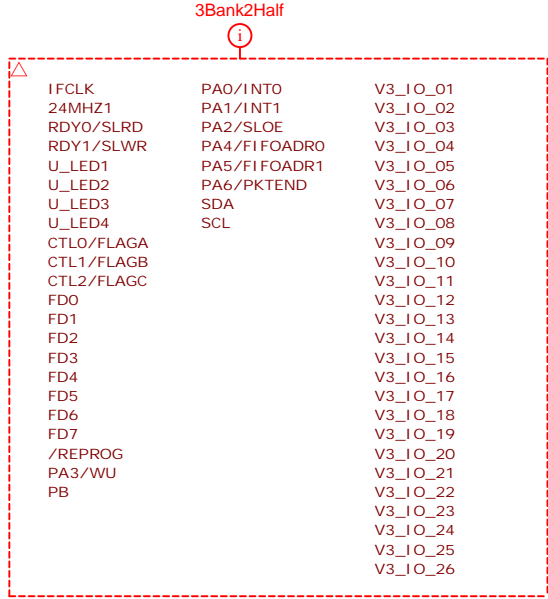 3Bank2Half
i
IFCLK PA0/INT0 V3_IO_01
24MHZ1 PA1/INT1 V3_IO_02
RDY0/SLRD PA2/SLOE V3_IO_03
RDY1/SLWR PA4/FIFOADR0 V3_IO_04
U_LED1 PA5/FIFOADR1 V3_IO_05
U_LED2 PA6/PKTEND V3_IO_06
U_LED3 SDA V3_IO_07
U_LED4 SCL V3_IO_08
CTL0/FLAGA V3_IO_09
CTL1/FLAGB V3_IO_10
CTL2/FLAGC V3_IO_11
FD0 V3_IO_12
FD1 V3_IO_13
FD2 V3_IO_14
FD3 V3_IO_15
FD4 V3_IO_16
FD5 V3_IO_17
FD6 V3_IO_18
FD7 V3_IO_19
/REPROG V3_IO_20
PA3/WU V3_IO_21
PB V3_IO_22
V3_IO_23
V3_IO_24
V3_IO_25
V3_IO_26